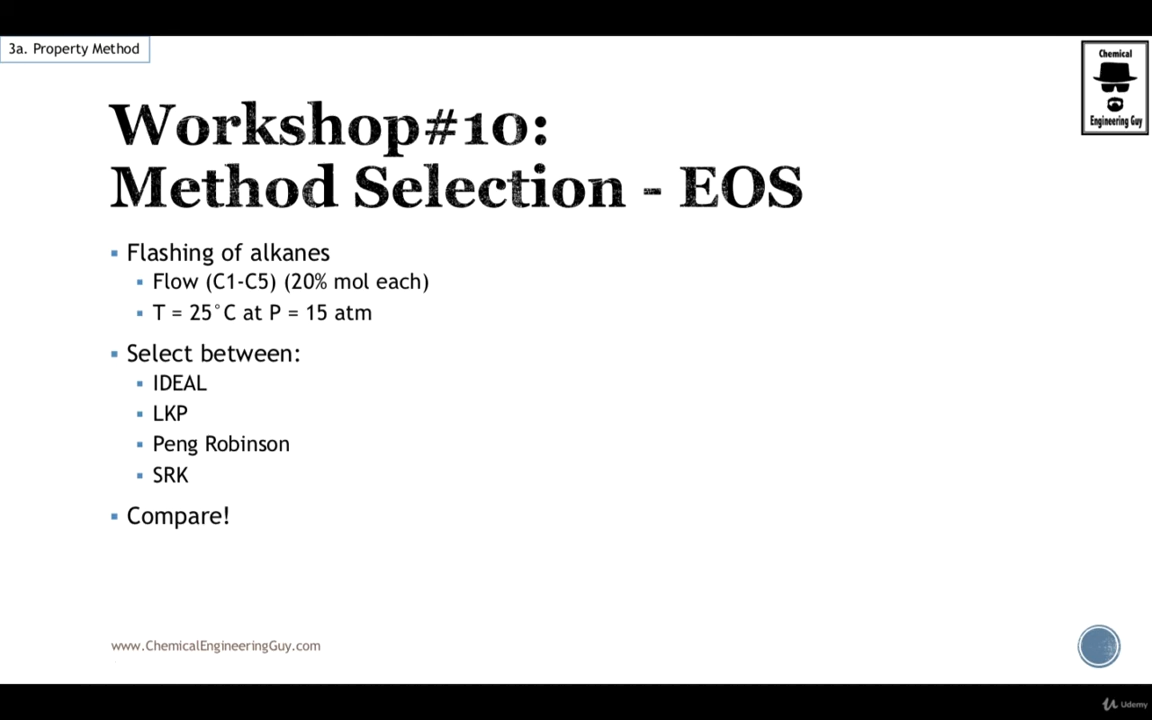 3a. Property Method
Chemical
Engineering Guy
Workshop#10:
Method Selection - EOS
▪ Flashing of alkanes
▪ Flow (C1-C5) (20% mol each)
▪ T = 25°C at P = 15 atm
▪ Select between:
▪ IDEAL
▪ LKP
▪ Peng Robinson
▪ SRK
▪ Compare!
www.ChemicalEngineeringGuy.com
Udemy